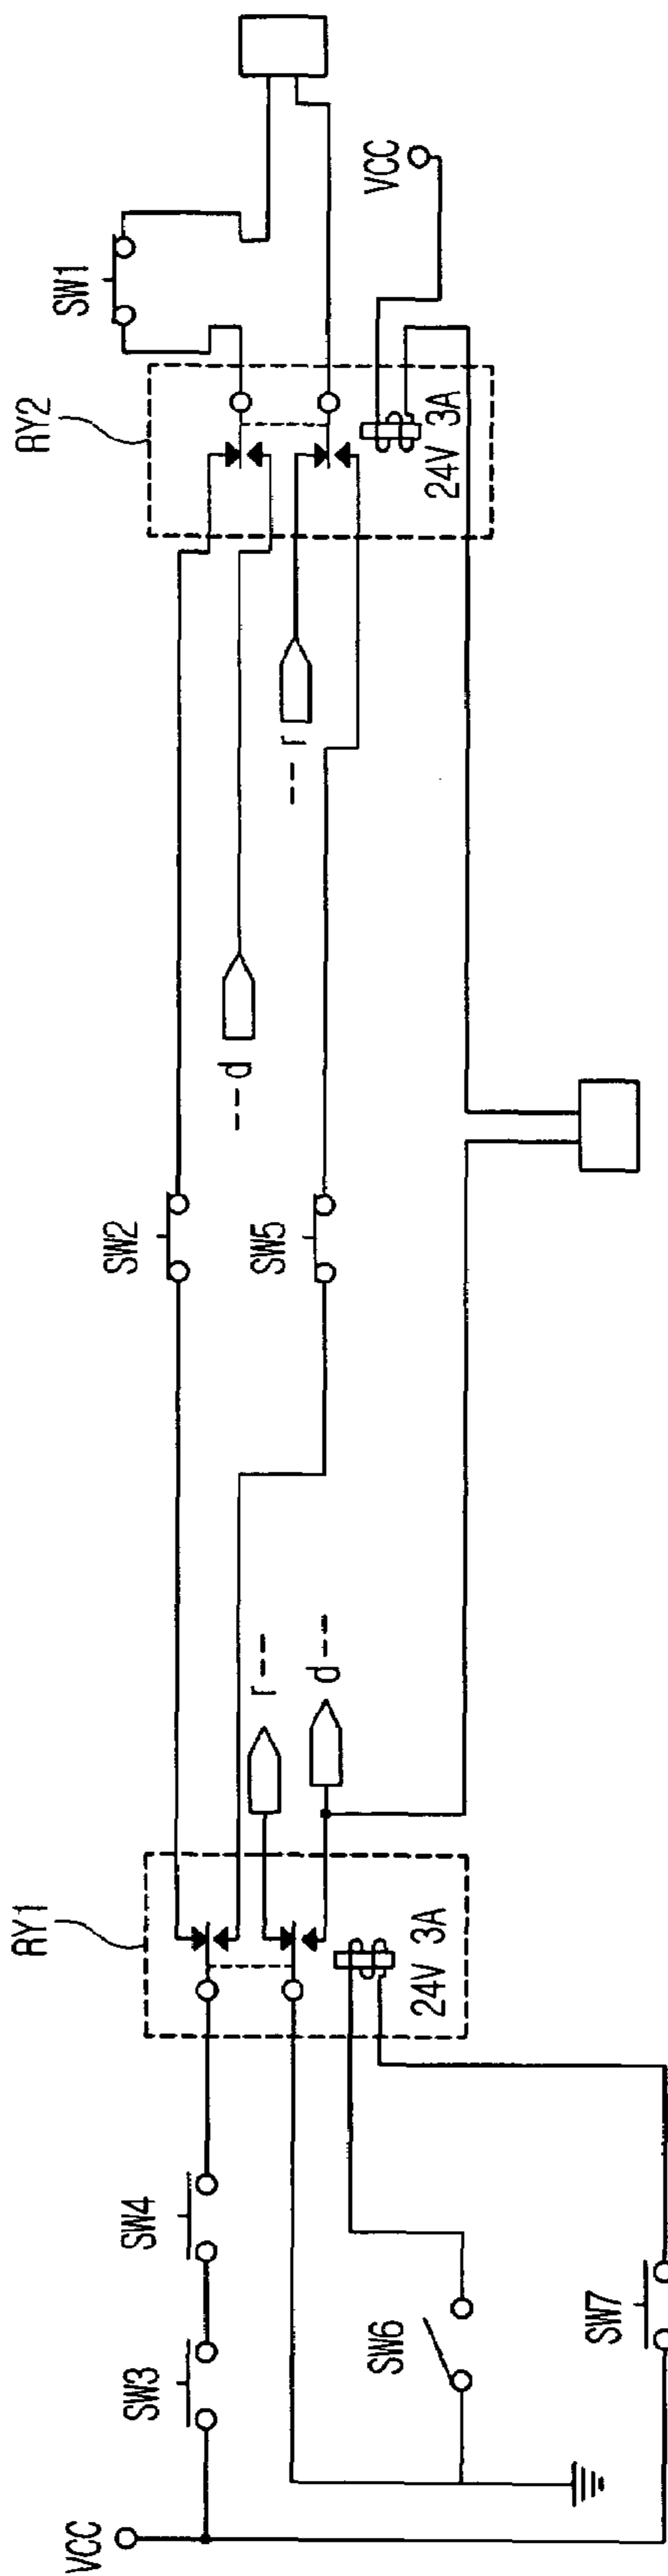 VCC
SW3
SW4
RY1
SW6
24V 3A
SW7
r---
d---
SW2
SW5
---d
---r
RY2
SW1
24V 3A
VCC